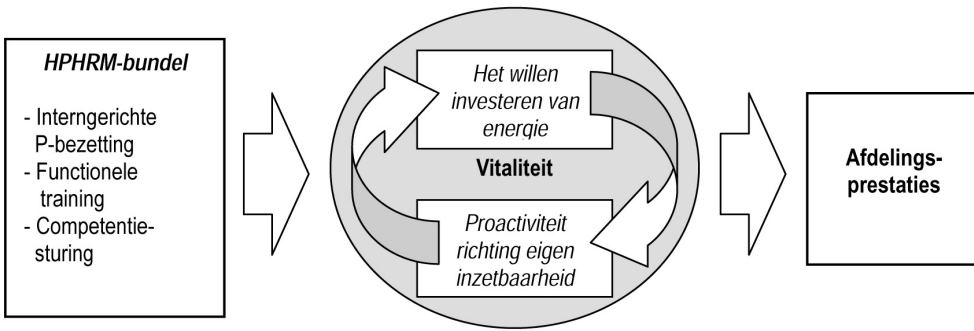 HPHRM-bundel
- Interngerichte
P-bezetting
- Functionele
training
- Competentie-
sturing
Het willen
investeren van
energie
Vitaliteit
Proactiviteit
richting eigen
inzetbaarheid
Afdelings-
prestaties